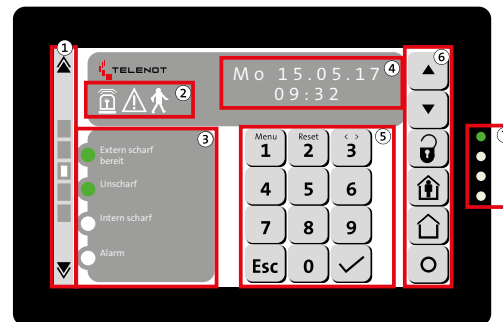 1
TELENOT
2
Mo 15.05.17
09:32
4
6
3
Extern scharf
bereit
Unscharf
Intern scharf
Alarm
5
Menu Reset < >
1 2 3
4 5 6
7 8 9
Esc 0